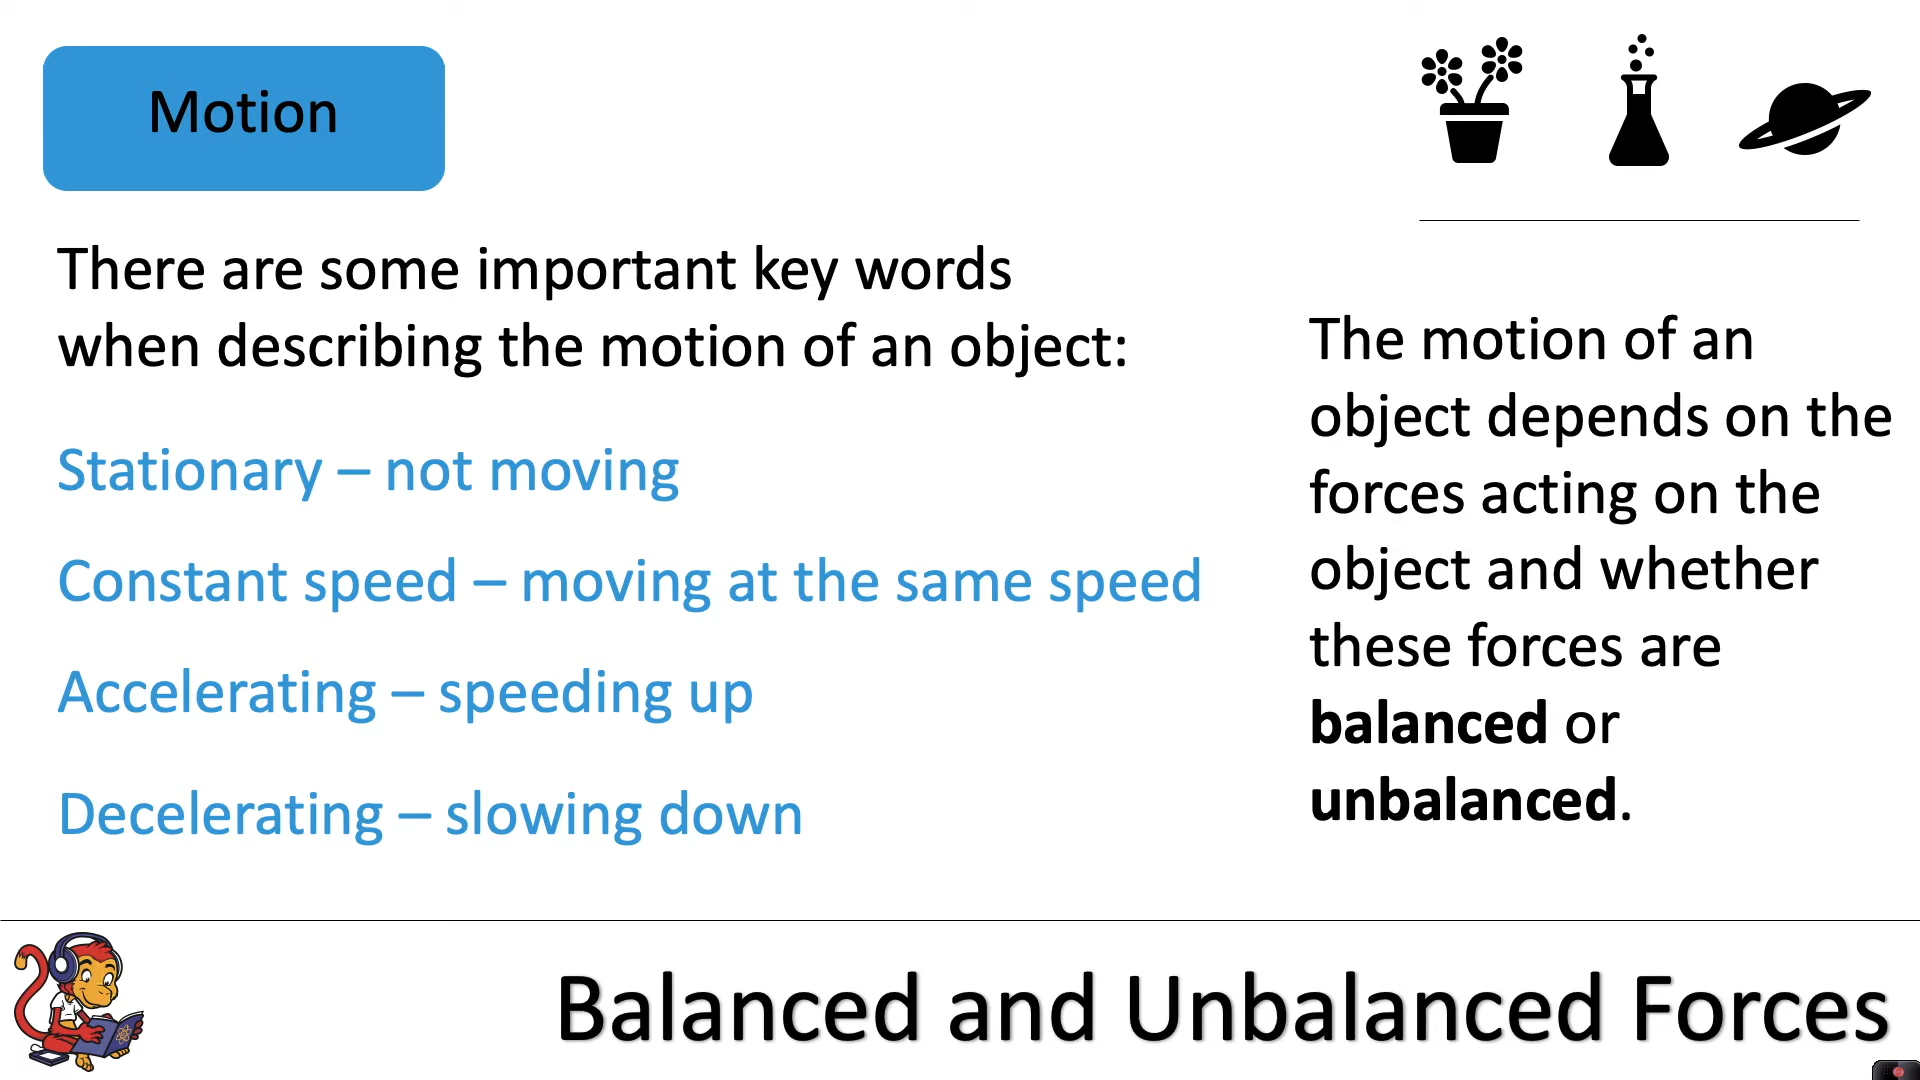 Motion
There are some important key words
when describing the motion of an object:
Stationary – not moving
Constant speed – moving at the same speed
Accelerating – speeding up
Decelerating – slowing down
The motion of an
object depends on the
forces acting on the
object and whether
these forces are
balanced or
unbalanced.
Balanced and Unbalanced Forces